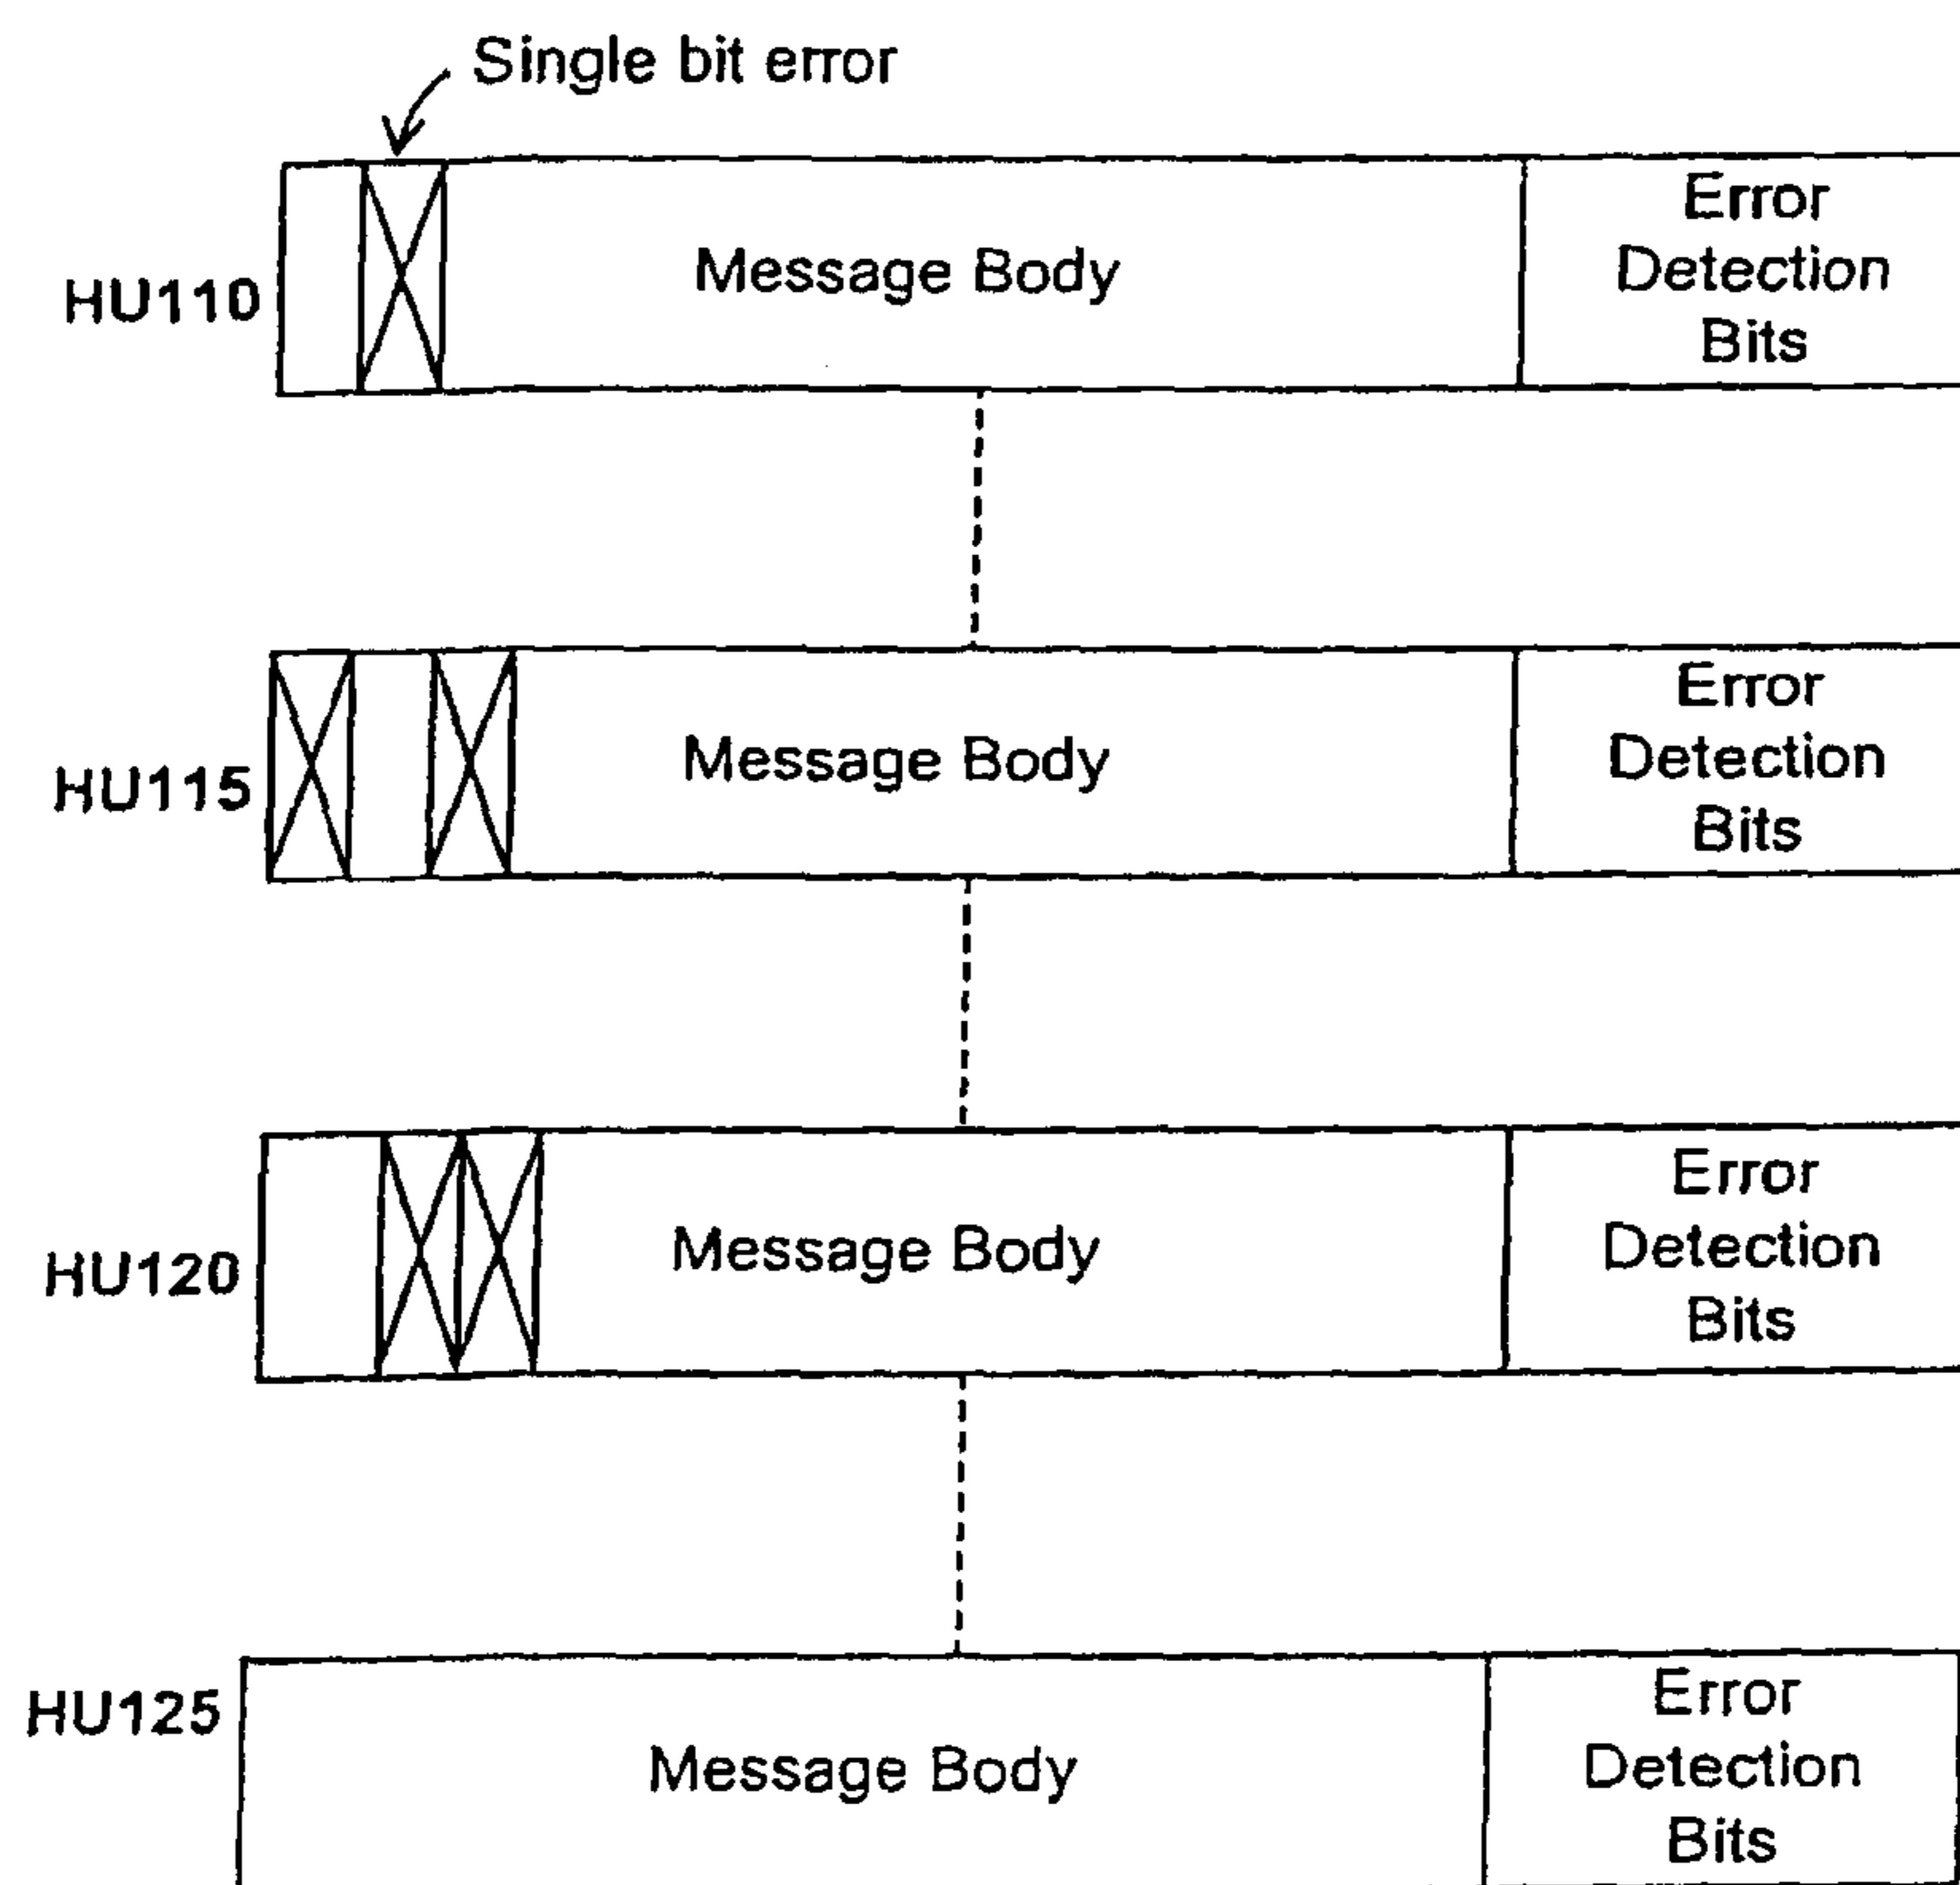 Single bit error
HU110
Message Body
Error
Detection
Bits
HU115
Message Body
Error
Detection
Bits
HU120
Message Body
Error
Detection
Bits
HU125
Message Body
Error
Detection
Bits